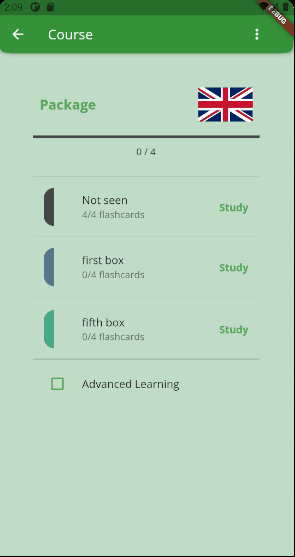 2:09
DEBUG
Course
Package
0 / 4
Not seen
4/4 flashcards
Study
first box
0/4 flashcards
Study
fifth box
0/4 flashcards
Study
Advanced Learning